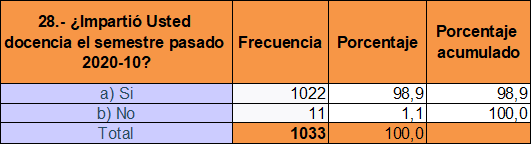 28.- ¿Impartió Usted docencia el semestre pasado 2020-10? Frecuencia Porcentaje Porcentaje acumulado
a) Si 1022 98,9 98,9
b) No 11 1,1 100,0
Total 1033 100,0